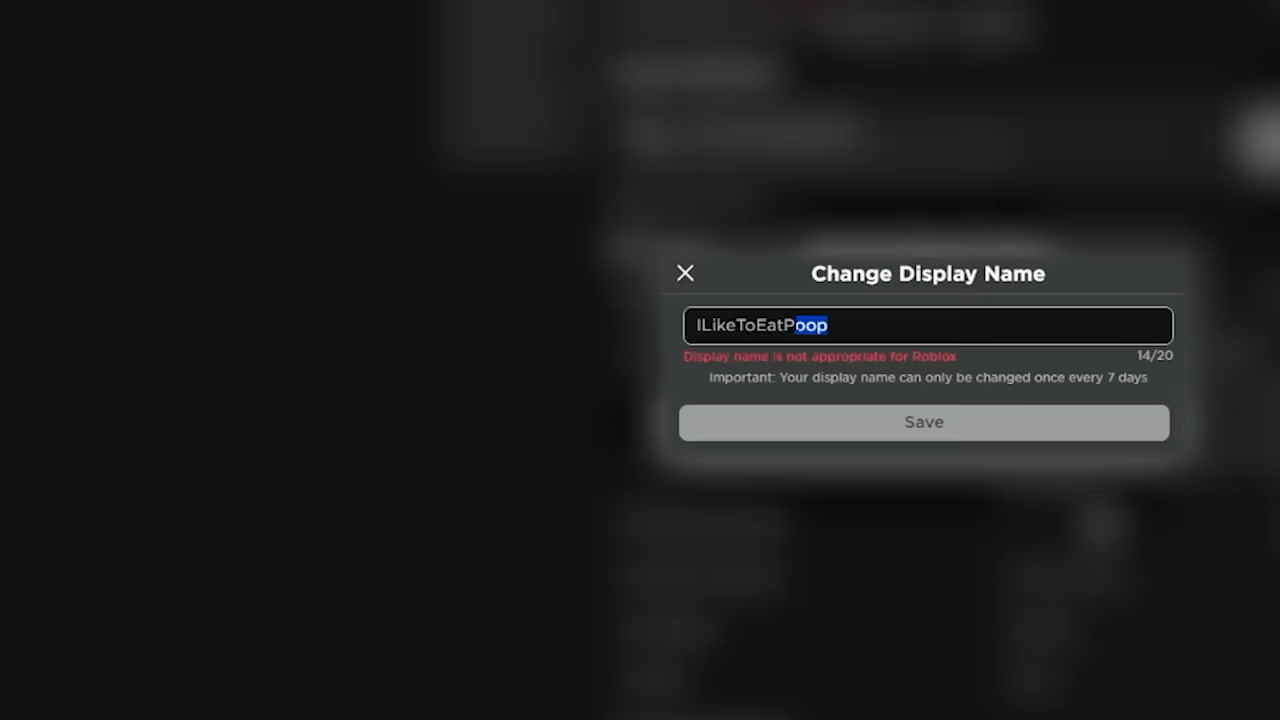 Change Display Name
ILikeToEatPoop
Display name is not appropriate for Roblox
14/20
Important: Your display name can only be changed once every 7 days
Save